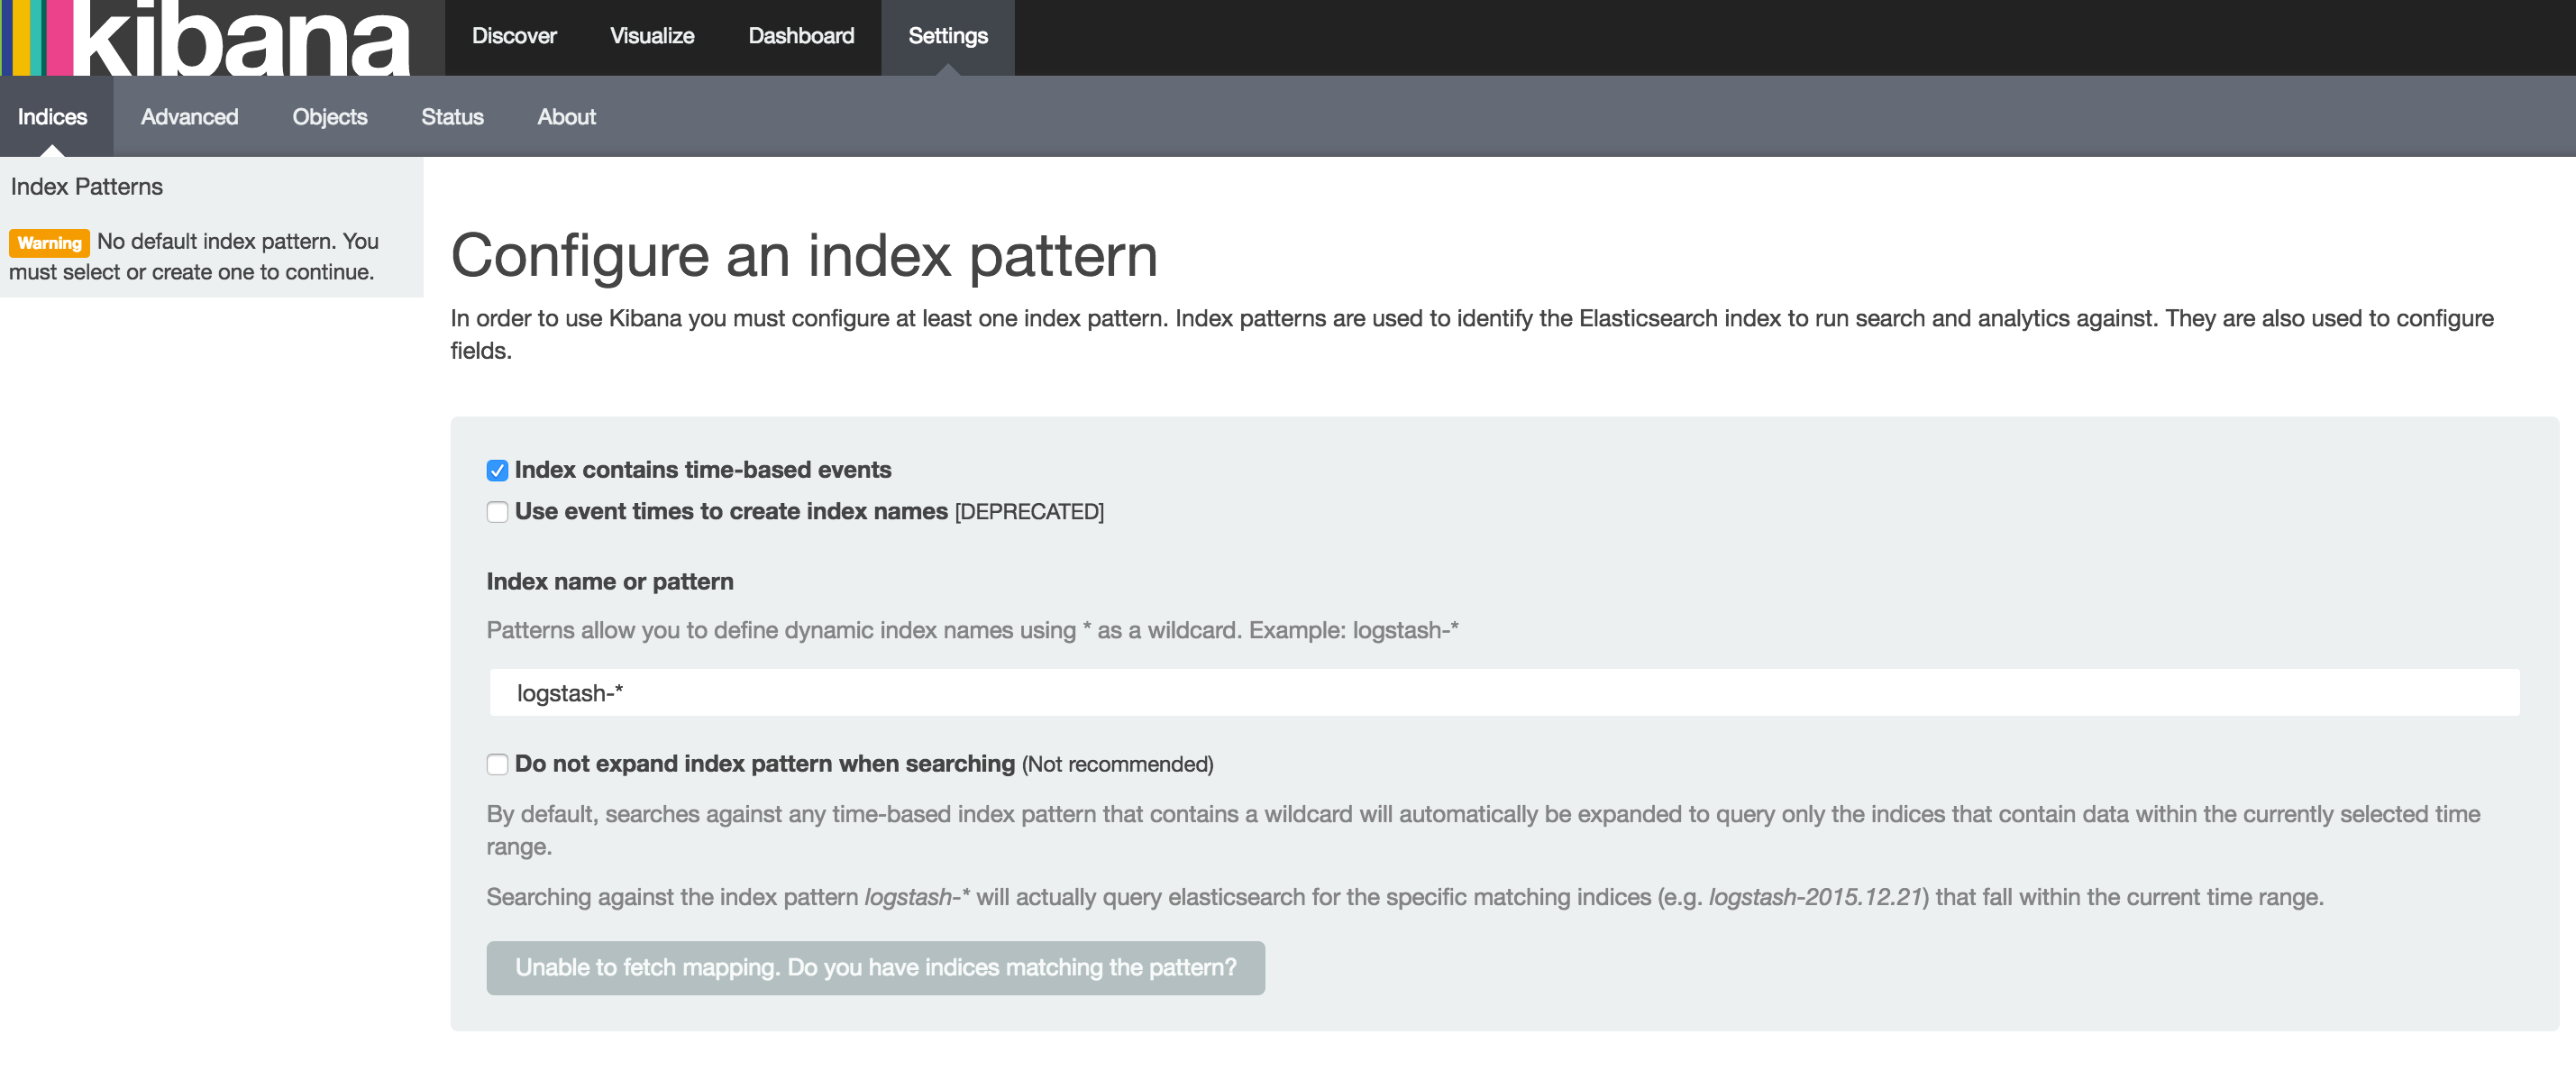 kibana
Discover Visualize Dashboard Settings
Indices Advanced Objects Status About
Index Patterns
Warning No default index pattern. You
must select or create one to continue.
Configure an index pattern
In order to use Kibana you must configure at least one index pattern. Index patterns are used to identify the Elasticsearch index to run search and analytics against. They are also used to configure
fields.
Index contains time-based events
Use event times to create index names [DEPRECATED]
Index name or pattern
Patterns allow you to define dynamic index names using * as a wildcard. Example: logstash-*
logstash-*
Do not expand index pattern when searching (Not recommended)
By default, searches against any time-based index pattern that contains a wildcard will automatically be expanded to query only the indices that contain data within the currently selected time
range.
Searching against the index pattern logstash-* will actually query elasticsearch for the specific matching indices (e.g. logstash-2015.12.21) that fall within the current time range.
Unable to fetch mapping. Do you have indices matching the pattern?